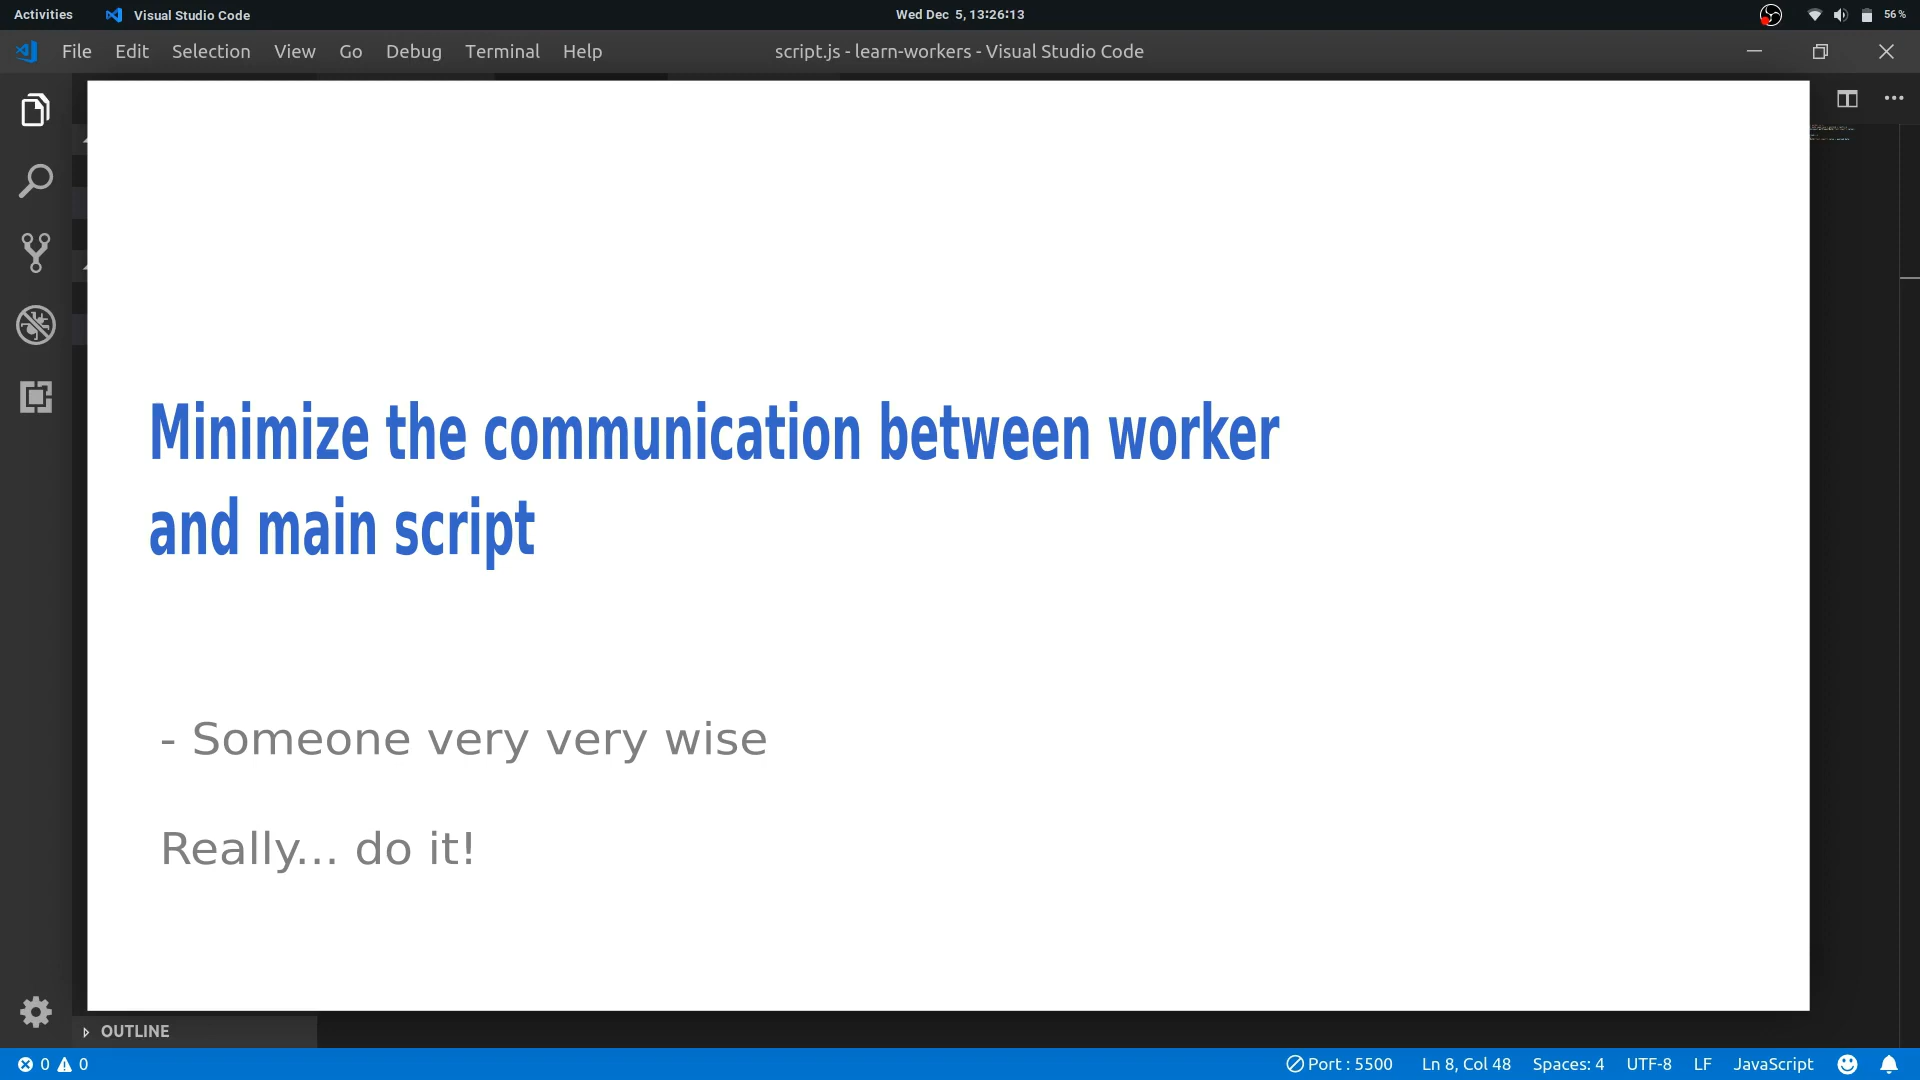 Activities Visual Studio Code Wed Dec 5, 13:26:13 56%
File Edit Selection View Go Debug Terminal Help script.js - learn-workers - Visual Studio Code
Minimize the communication between worker
and main script
- Someone very very wise
Really... do it!
OUTLINE
0 0 Port : 5500 Ln 8, Col 48 Spaces: 4 UTF-8 LF JavaScript